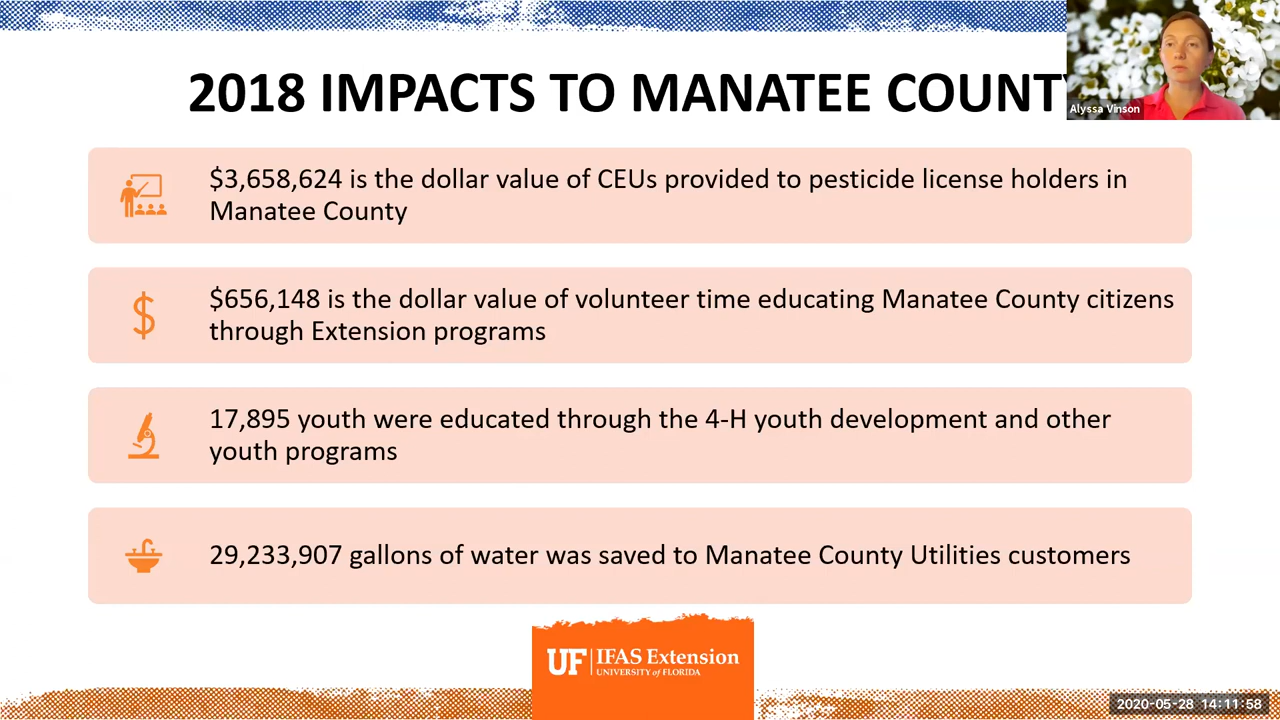 2018 IMPACTS TO MANATEE COUNTY
Alyssa Vinson
$3,658,624 is the dollar value of CEUs provided to pesticide license holders in
Manatee County
$656,148 is the dollar value of volunteer time educating Manatee County citizens
through Extension programs
17,895 youth were educated through the 4-H youth development and other
youth programs
29,233,907 gallons of water was saved to Manatee County Utilities customers
UF IFAS Extension
UNIVERSITY of FLORIDA
2020-05-28 14:11:58